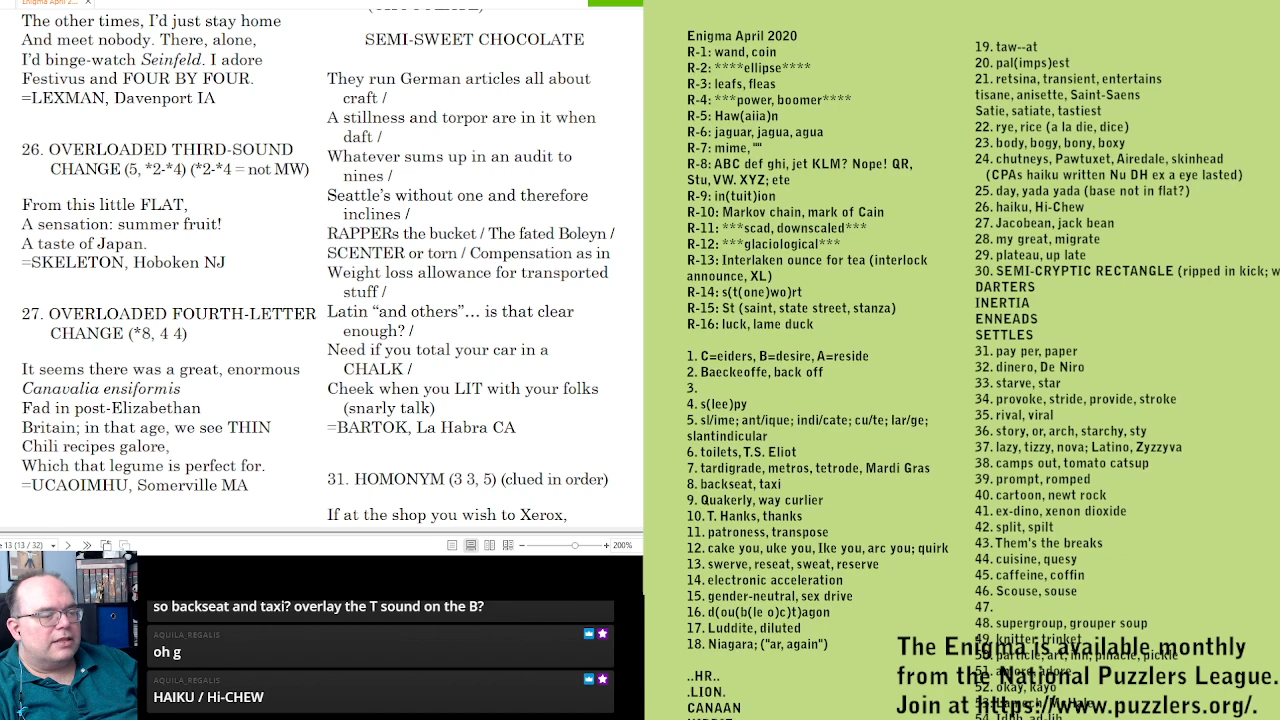 Enigma April 2...
The other times, I'd just stay home
And meet nobody. There, alone,
I'd binge-watch Seinfeld. I adore
Festivus and FOUR BY FOUR.
=LEXMAN, Davenport IA
26. OVERLOADED THIRD-SOUND
CHANGE (5, *2-*4) (*2-*4 = not MW)
From this little FLAT,
A sensation: summer fruit!
A taste of Japan.
=SKELETON, Hoboken NJ
27. OVERLOADED FOURTH-LETTER
CHANGE (*8, 4 4)
It seems there was a great, enormous
Canavalia ensiformis
Fad in post-Elizabethan
Britain; in that age, we see THIN
Chili recipes galore,
Which that legume is perfect for.
=UCAOIMHU, Somerville MA
SEMI-SWEET CHOCOLATE
They run German articles all about
craft /
A stillness and torpor are in it when
daft /
Whatever sums up in an audit to
nines /
Seattle's without one and therefore
inclines /
RAPPERs the bucket / The fated Boleyn /
SCENTER or torn / Compensation as in
Weight loss allowance for transported
stuff /
Latin “and others”… is that clear
enough? /
Need if you total your car in a
CHALK /
Cheek when you LIT with your folks
(snarly talk)
=BARTOK, La Habra CA
31. HOMONYM (3 3, 5) (clued in order)
If at the shop you wish to Xerox,
13 (13 / 32)
200%
so backseat and taxi? overlay the T sound on the B?
AQUILA_REGALIS
oh g
AQUILA_REGALIS
HAIKU / Hi-CHEW
Enigma April 2020
R-1: wand, coin
R-2: ****ellipse****
R-3: leafs, fleas
R-4: ***power, boomer****
R-5: Haw(aiia)n
R-6: jaguar, jagua, agua
R-7: mime, ""
R-8: ABC def ghi, jet KLM? Nope! QR,
Stu, VW. XYZ; ete
R-9: in(tuit)ion
R-10: Markov chain, mark of Cain
R-11: ***scad, downscaled***
R-12: ***glaciological***
R-13: Interlaken ounce for tea (interlock
announce, XL)
R-14: s(t(one)wo)rt
R-15: St (saint, state street, stanza)
R-16: luck, lame duck
1. C=eiders, B=desire, A=reside
2. Baeckeoffe, back off
3.
4. s(lee)py
5. sl/ime; ant/ique; indi/cate; cu/te; lar/ge;
slantindicular
6. toilets, T.S. Eliot
7. tardigrade, metros, tetrode, Mardi Gras
8. backseat, taxi
9. Quakerly, way curlier
10. T. Hanks, thanks
11. patroness, transpose
12. cake you, uke you, Ike you, arc you; quirk
13. swerve, reseat, sweat, reserve
14. electronic acceleration
15. gender-neutral, sex drive
16. d(ou(b(le o)c)t)agon
17. Luddite, diluted
18. Niagara; ("ar, again")
..HR..
.LION.
CANAAN
19. taw--at
20. pal(imps)est
21. retsina, transient, entertains
tisane, anisette, Saint-Saens
Satie, satiate, tastiest
22. rye, rice (a la die, dice)
23. body, bogy, bony, boxy
24. chutneys, Pawtuxet, Airedale, skinhead
(CPAs haiku written Nu DH ex a eye lasted)
25. day, yada yada (base not in flat?)
26. haiku, Hi-Chew
27. Jacobean, jack bean
28. my great, migrate
29. plateau, up late
30. SEMI-CRYPTIC RECTANGLE (ripped in kick; w
DARTERS
INERTIA
ENNEADS
SETTLES
31. pay per, paper
32. dinero, De Niro
33. starve, star
34. provoke, stride, provide, stroke
35. rival, viral
36. story, or, arch, starchy, sty
37. lazy, tizzy, nova; Latino, Zyzzyva
38. camps out, tomato catsup
39. prompt, romped
40. cartoon, newt rock
41. ex-dino, xenon dioxide
42. split, spilt
43. Them's the breaks
44. cuisine, quesy
45. caffeine, coffin
46. Scouse, souse
47.
48. supergroup, grouper soup
49. knitter trinket
51. amore, adore
52. okay, kayo
The Enigma is available monthly
from the National Puzzlers League.
Join at https://www.puzzlers.org/.